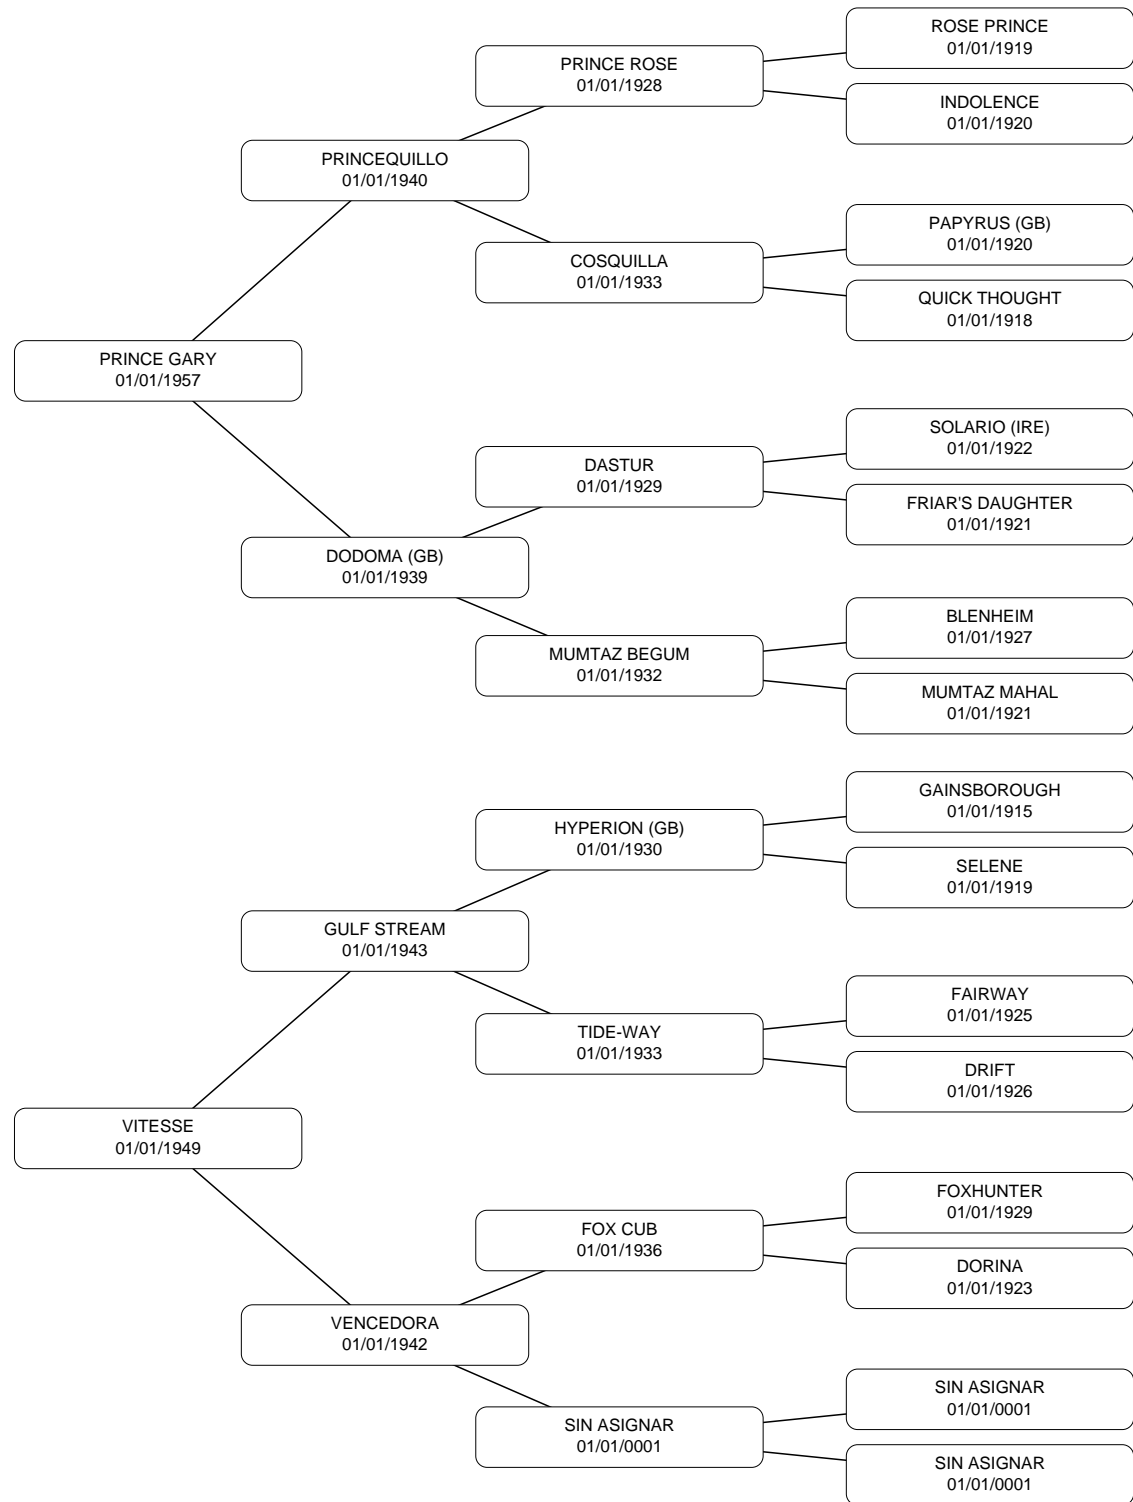 ROSE PRINCE
01/01/1919
PRINCE ROSE
01/01/1928
INDOLENCE
01/01/1920
PRINCEQUILLO
01/01/1940
PAPYRUS (GB)
01/01/1920
COSQUILLA
01/01/1933
QUICK THOUGHT
01/01/1918
PRINCE GARY
01/01/1957
SOLARIO (IRE)
01/01/1922
DASTUR
01/01/1929
FRIAR'S DAUGHTER
01/01/1921
DODOMA (GB)
01/01/1939
BLENHEIM
01/01/1927
MUMTAZ BEGUM
01/01/1932
MUMTAZ MAHAL
01/01/1921
GAINSBOROUGH
01/01/1915
HYPERION (GB)
01/01/1930
SELENE
01/01/1919
GULF STREAM
01/01/1943
FAIRWAY
01/01/1925
TIDE-WAY
01/01/1933
DRIFT
01/01/1926
VITESSE
01/01/1949
FOXHUNTER
01/01/1929
FOX CUB
01/01/1936
DORINA
01/01/1923
VENCEDORA
01/01/1942
SIN ASIGNAR
01/01/0001
SIN ASIGNAR
01/01/0001
SIN ASIGNAR
01/01/0001